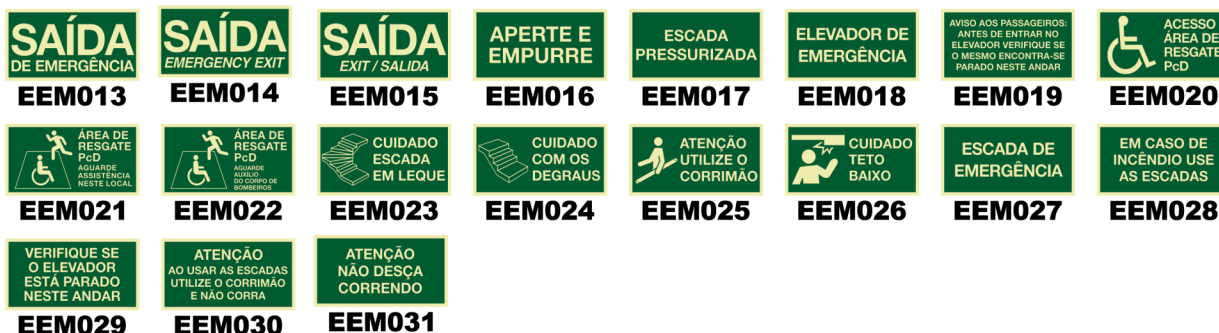 SAÍDA
DE EMERGÊNCIA
EEM013
SAÍDA
EMERGENCY EXIT
EEM014
SAÍDA
EXIT / SALIDA
EEM015
APERTE E
EMPURRE
EEM016
ESCADA
PRESSURIZADA
EEM017
ELEVADOR DE
EMERGÊNCIA
EEM018
AVISO AOS PASSAGEIROS:
ANTES DE ENTRAR NO
ELEVADOR VERIFIQUE SE
O MESMO ENCONTRA-SE
PARADO NESTE ANDAR
EEM019
ACESSO
ÁREA DE
RESGATE
PcD
EEM020
ÁREA DE
RESGATE
PcD
AGUARDE
ASSISTÊNCIA
NESTE LOCAL
EEM021
ÁREA DE
RESGATE
PcD
AGUARDE
AUXÍLIO
DO CORPO DE
BOMBEIROS
EEM022
CUIDADO
ESCADA
EM LEQUE
EEM023
CUIDADO
COM OS
DEGRAUS
EEM024
ATENÇÃO
UTILIZE O
CORRIMÃO
EEM025
CUIDADO
TETO
BAIXO
EEM026
ESCADA DE
EMERGÊNCIA
EEM027
EM CASO DE
INCÊNDIO USE
AS ESCADAS
EEM028
VERIFIQUE SE
O ELEVADOR
ESTÁ PARADO
NESTE ANDAR
EEM029
ATENÇÃO
AO USAR AS ESCADAS
UTILIZE O CORRIMÃO
E NÃO CORRA
EEM030
ATENÇÃO
NÃO DESÇA
CORRENDO
EEM031